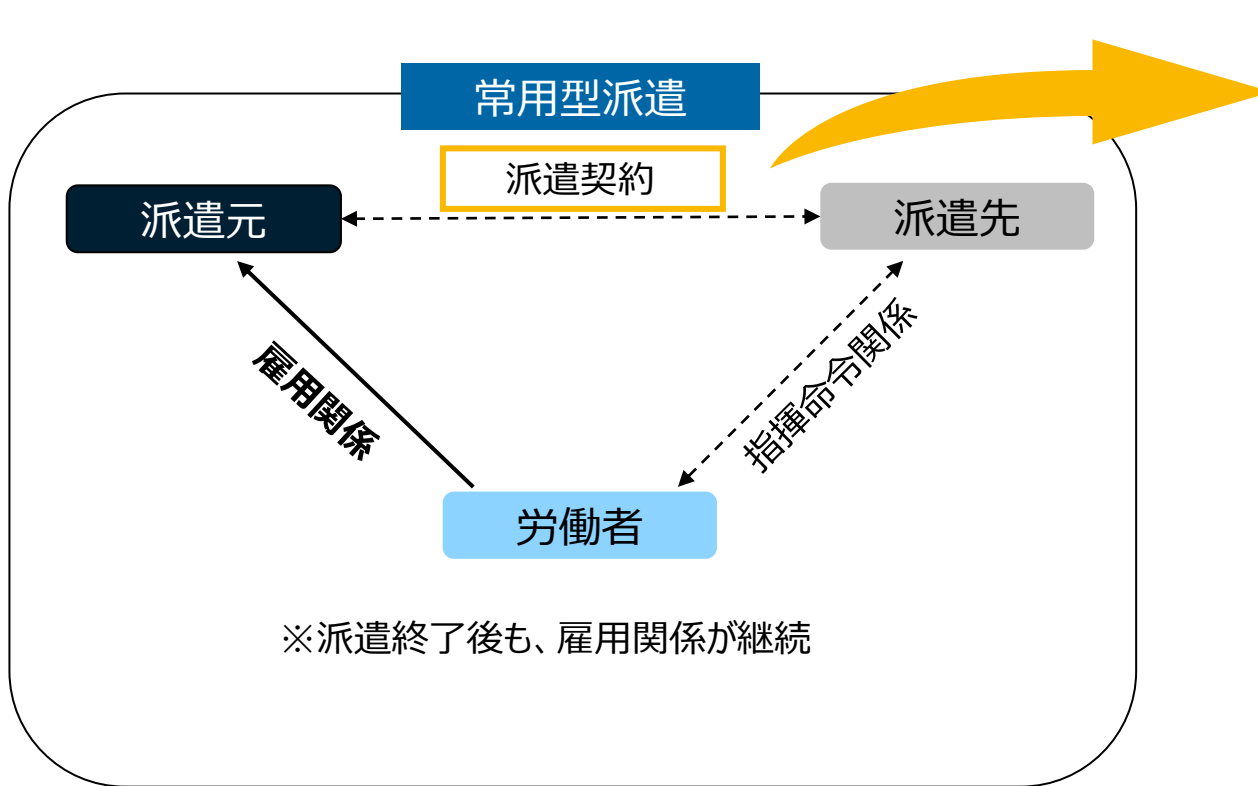 常用型派遣
派遣契約
派遣元
派遣先
雇用関係
指揮命令関係
労働者
※派遣終了後も、雇用関係が継続